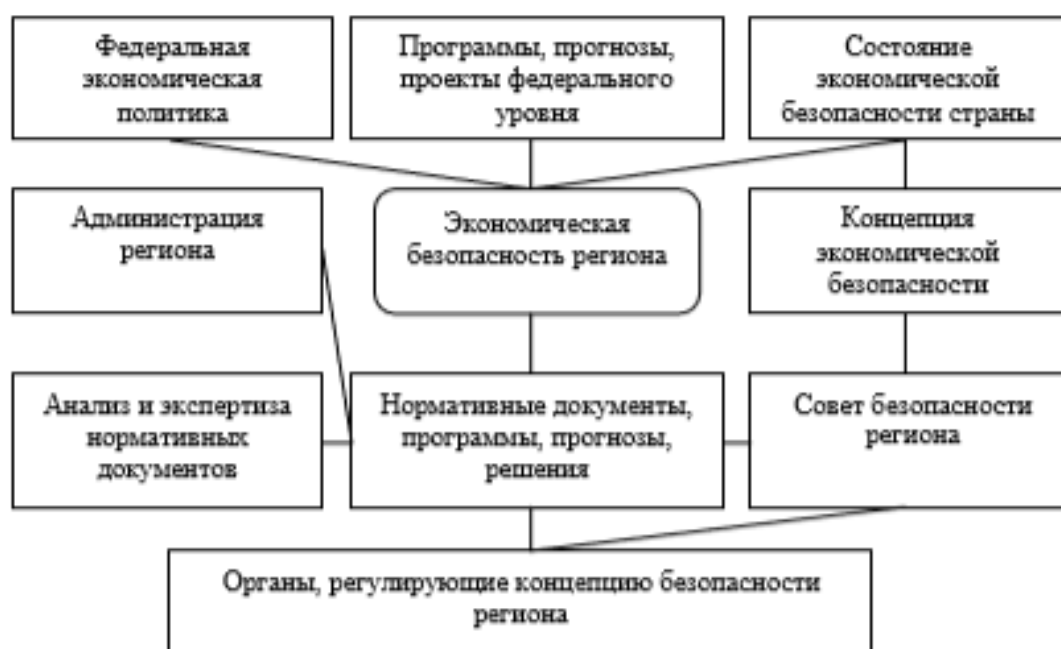 Федеральная
экономическая
политика
Программы, прогнозы,
проекты федерального
уровня
Состояние
экономической
безопасности страны
Администрация
региона
Экономическая
безопасность региона
Концепция
экономической
безопасности
Анализ и экспертиза
нормативных
документов
Нормативные документы,
программы, прогнозы,
решения
Совет безопасности
региона
Органы, регулирующие концепцию безопасности
региона